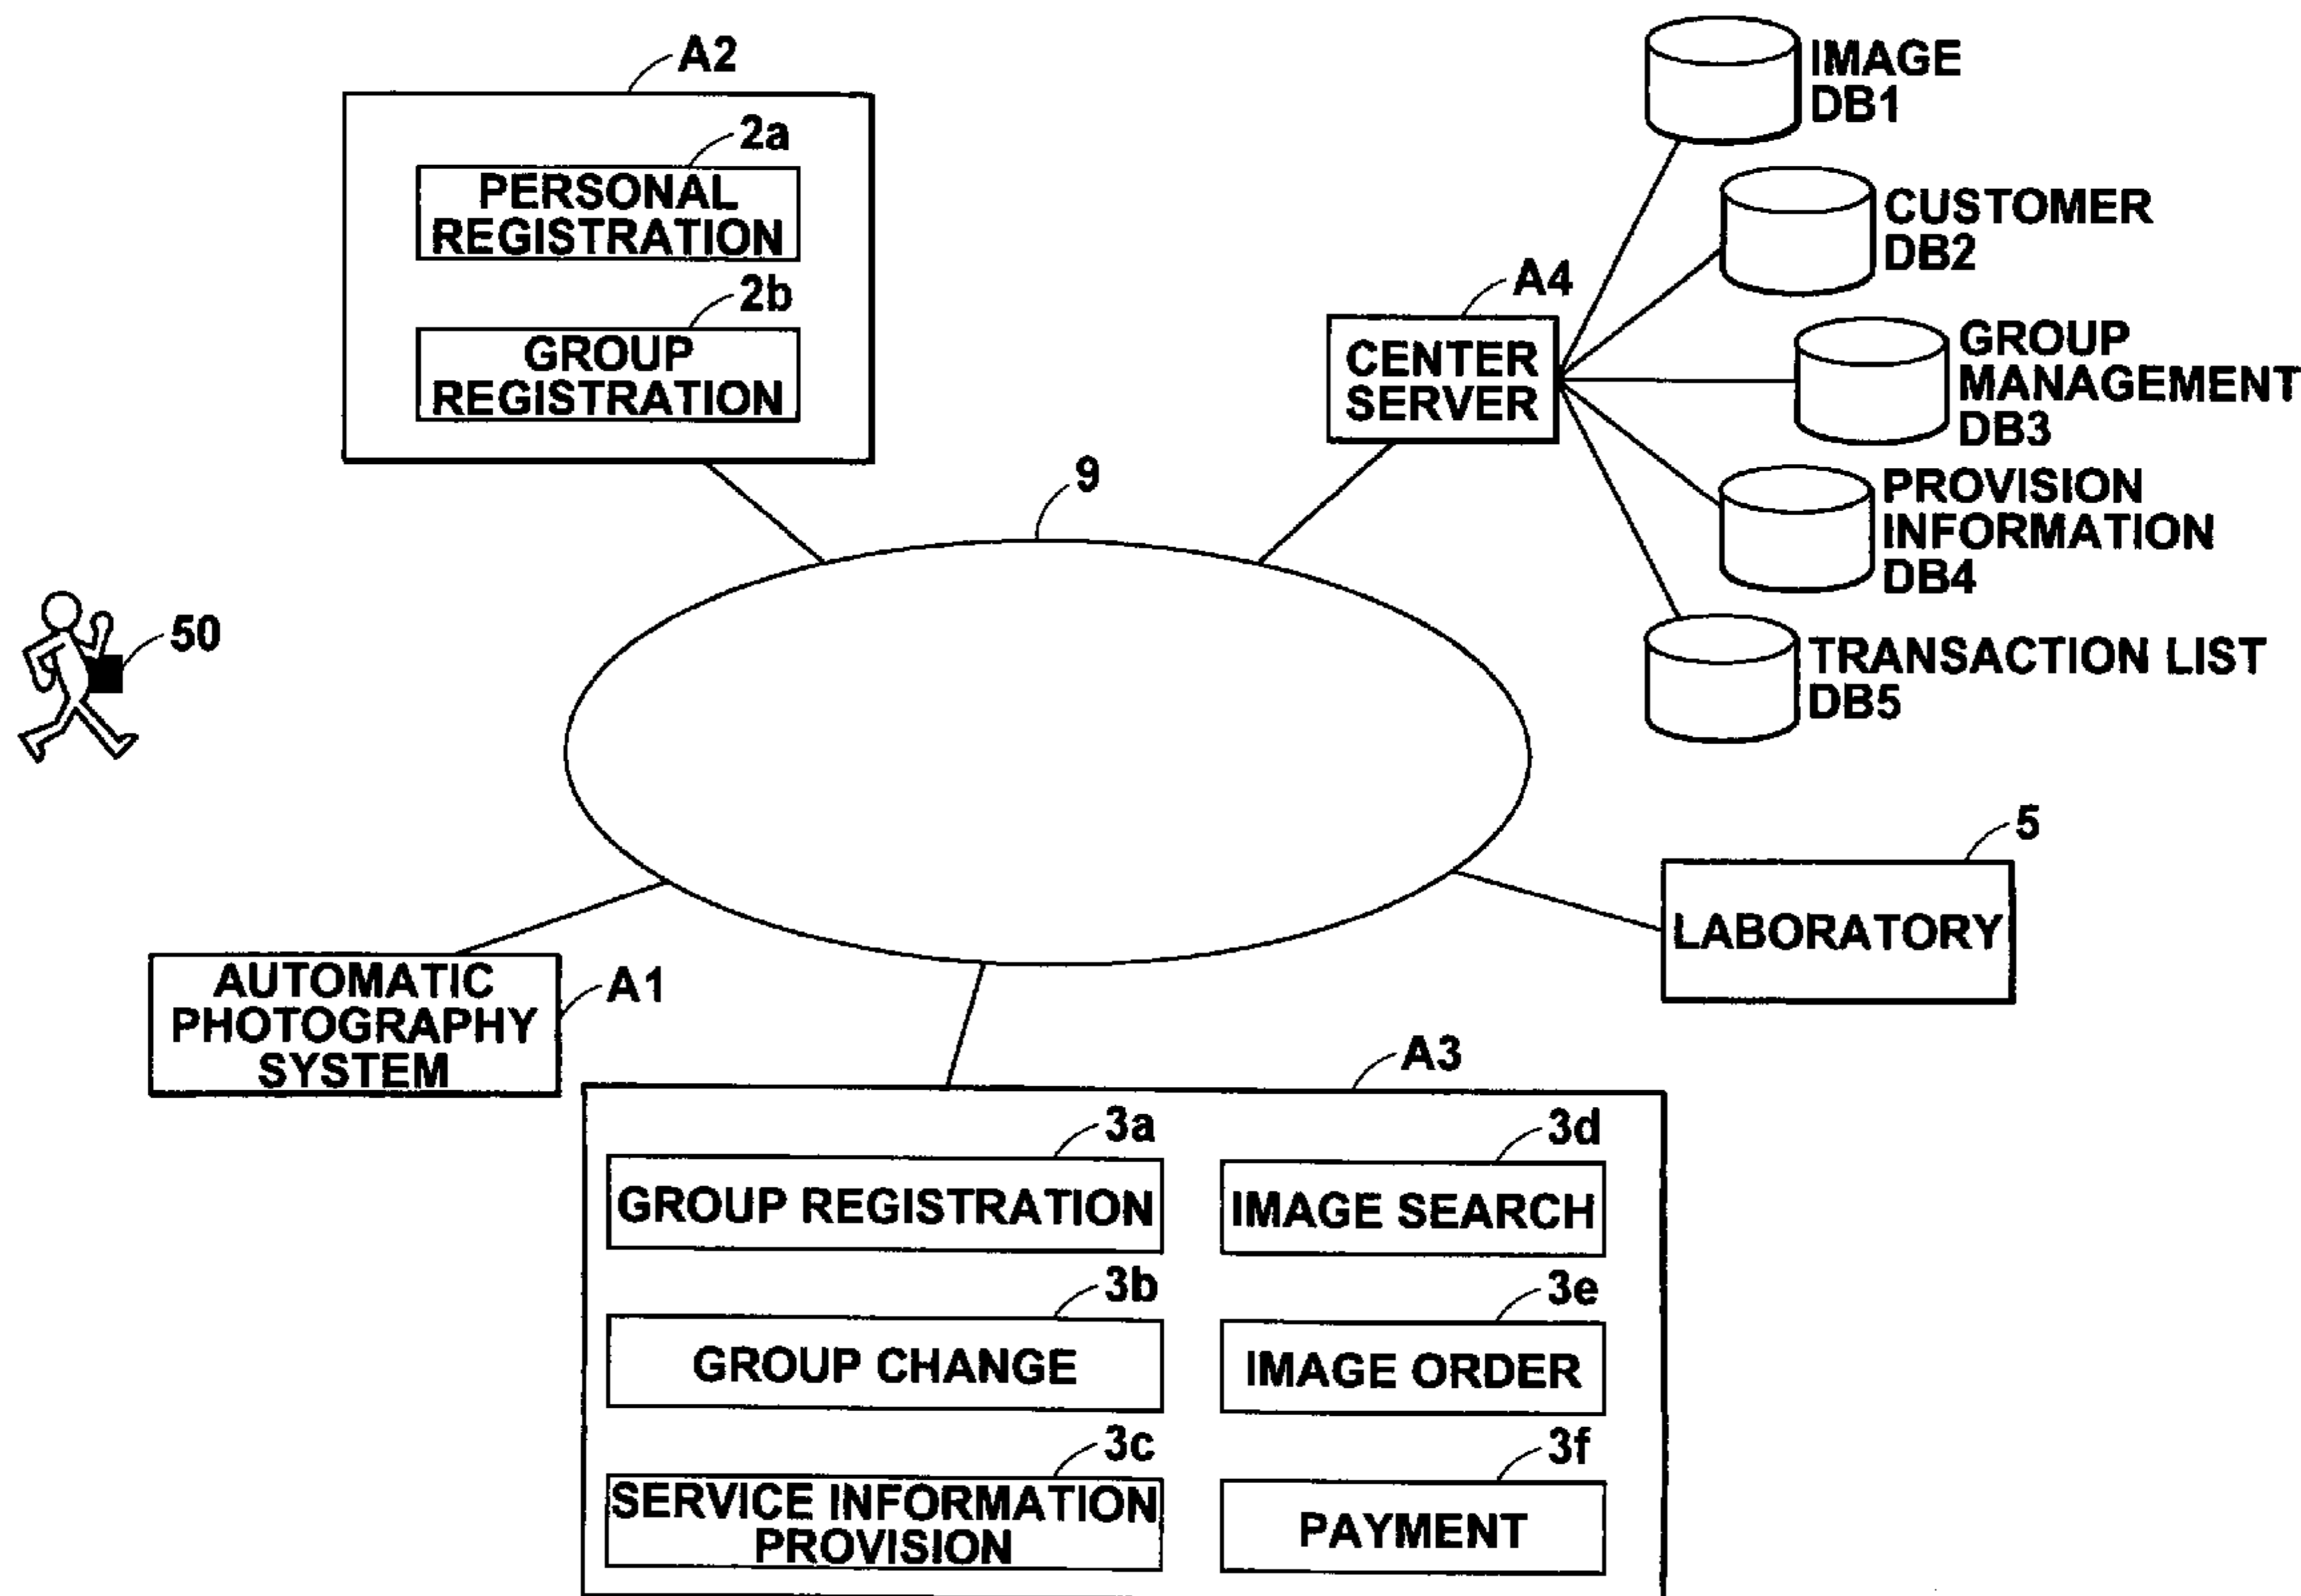 A2
2a
PERSONAL
REGISTRATION
2b
GROUP
REGISTRATION
IMAGE
DB1
CUSTOMER
DB2
A4
CENTER
SERVER
GROUP
MANAGEMENT
DB3
PROVISION
INFORMATION
DB4
TRANSACTION LIST
DB5
9
50
5
LABORATORY
AUTOMATIC
PHOTOGRAPHY
SYSTEM
A1
A3
3a
GROUP REGISTRATION
3b
GROUP CHANGE
3c
SERVICE INFORMATION
PROVISION
3d
IMAGE SEARCH
3e
IMAGE ORDER
3f
PAYMENT